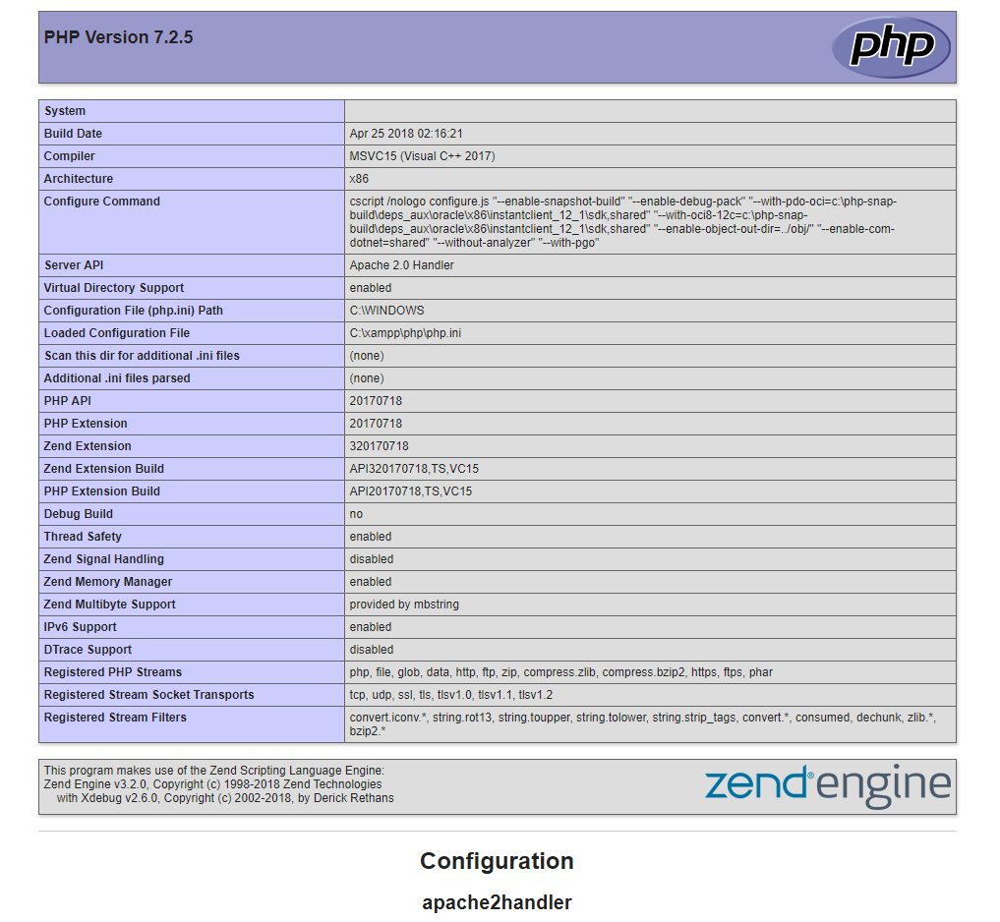 PHP Version 7.2.5
php
System
Build Date Apr 25 2018 02:16:21
Compiler MSVC15 (Visual C++ 2017)
Architecture x86
Configure Command cscript /nologo configure.js "--enable-snapshot-build" "--enable-debug-pack" "--with-pdo-oci=c:\php-snap-
build\deps_aux\oracle\x86\instantclient_12_1\sdk,shared" "--with-oci8-12c=c:\php-snap-
build\deps_aux\oracle\x86\instantclient_12_1\sdk,shared" "--enable-object-out-dir=../obj/" "--enable-com-
dotnet=shared" "--without-analyzer" "--with-pgo"
Server API Apache 2.0 Handler
Virtual Directory Support enabled
Configuration File (php.ini) Path C:\WINDOWS
Loaded Configuration File C:\xampp\php\php.ini
Scan this dir for additional .ini files (none)
Additional .ini files parsed (none)
PHP API 20170718
PHP Extension 20170718
Zend Extension 320170718
Zend Extension Build API320170718,TS,VC15
PHP Extension Build API20170718,TS,VC15
Debug Build no
Thread Safety enabled
Zend Signal Handling disabled
Zend Memory Manager enabled
Zend Multibyte Support provided by mbstring
IPv6 Support enabled
DTrace Support disabled
Registered PHP Streams php, file, glob, data, http, ftp, zip, compress.zlib, compress.bzip2, https, ftps, phar
Registered Stream Socket Transports tcp, udp, ssl, tls, tlsv1.0, tlsv1.1, tlsv1.2
Registered Stream Filters convert.iconv.*, string.rot13, string.toupper, string.tolower, string.strip_tags, convert.*, consumed, dechunk, zlib.*,
bzip2.*
This program makes use of the Zend Scripting Language Engine:
Zend Engine v3.2.0, Copyright (c) 1998-2018 Zend Technologies
with Xdebug v2.6.0, Copyright (c) 2002-2018, by Derick Rethans
zend® engine
Configuration
apache2handler